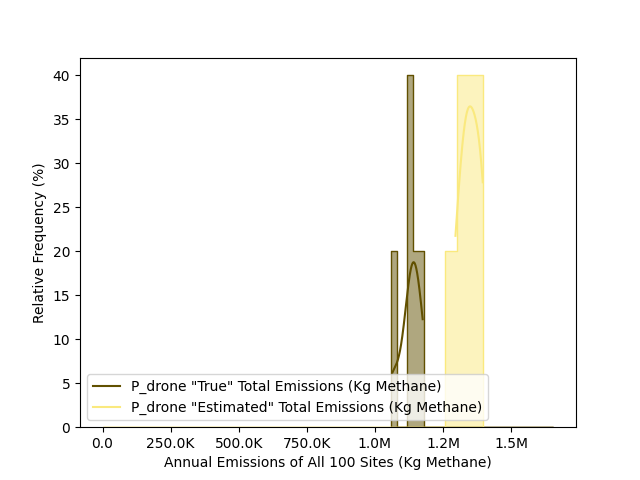 40
35
30
25
20
15
10
5
0
Relative Frequency (%)
P_drone "True" Total Emissions (Kg Methane)
P_drone "Estimated" Total Emissions (Kg Methane)
0.0 250.0K 500.0K 750.0K 1.0M 1.2M 1.5M
Annual Emissions of All 100 Sites (Kg Methane)